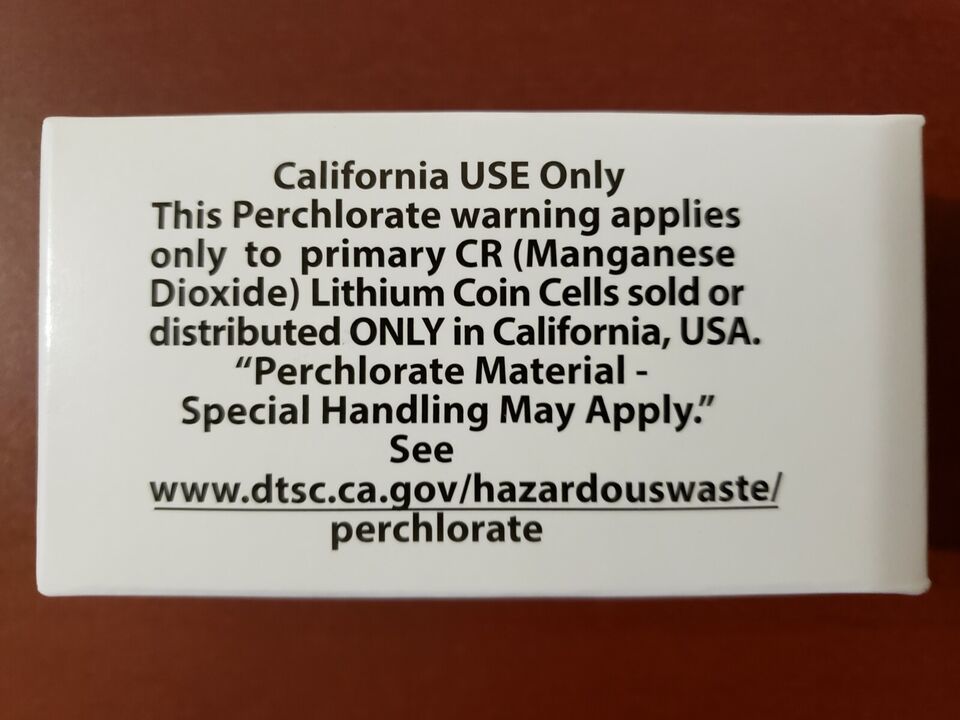 California USE Only
This Perchlorate warning applies
only to primary CR (Manganese
Dioxide) Lithium Coin Cells sold or
distributed ONLY in California, USA.
“Perchlorate Material -
Special Handling May Apply.”
See
www.dtsc.ca.gov/hazardouswaste/
perchlorate